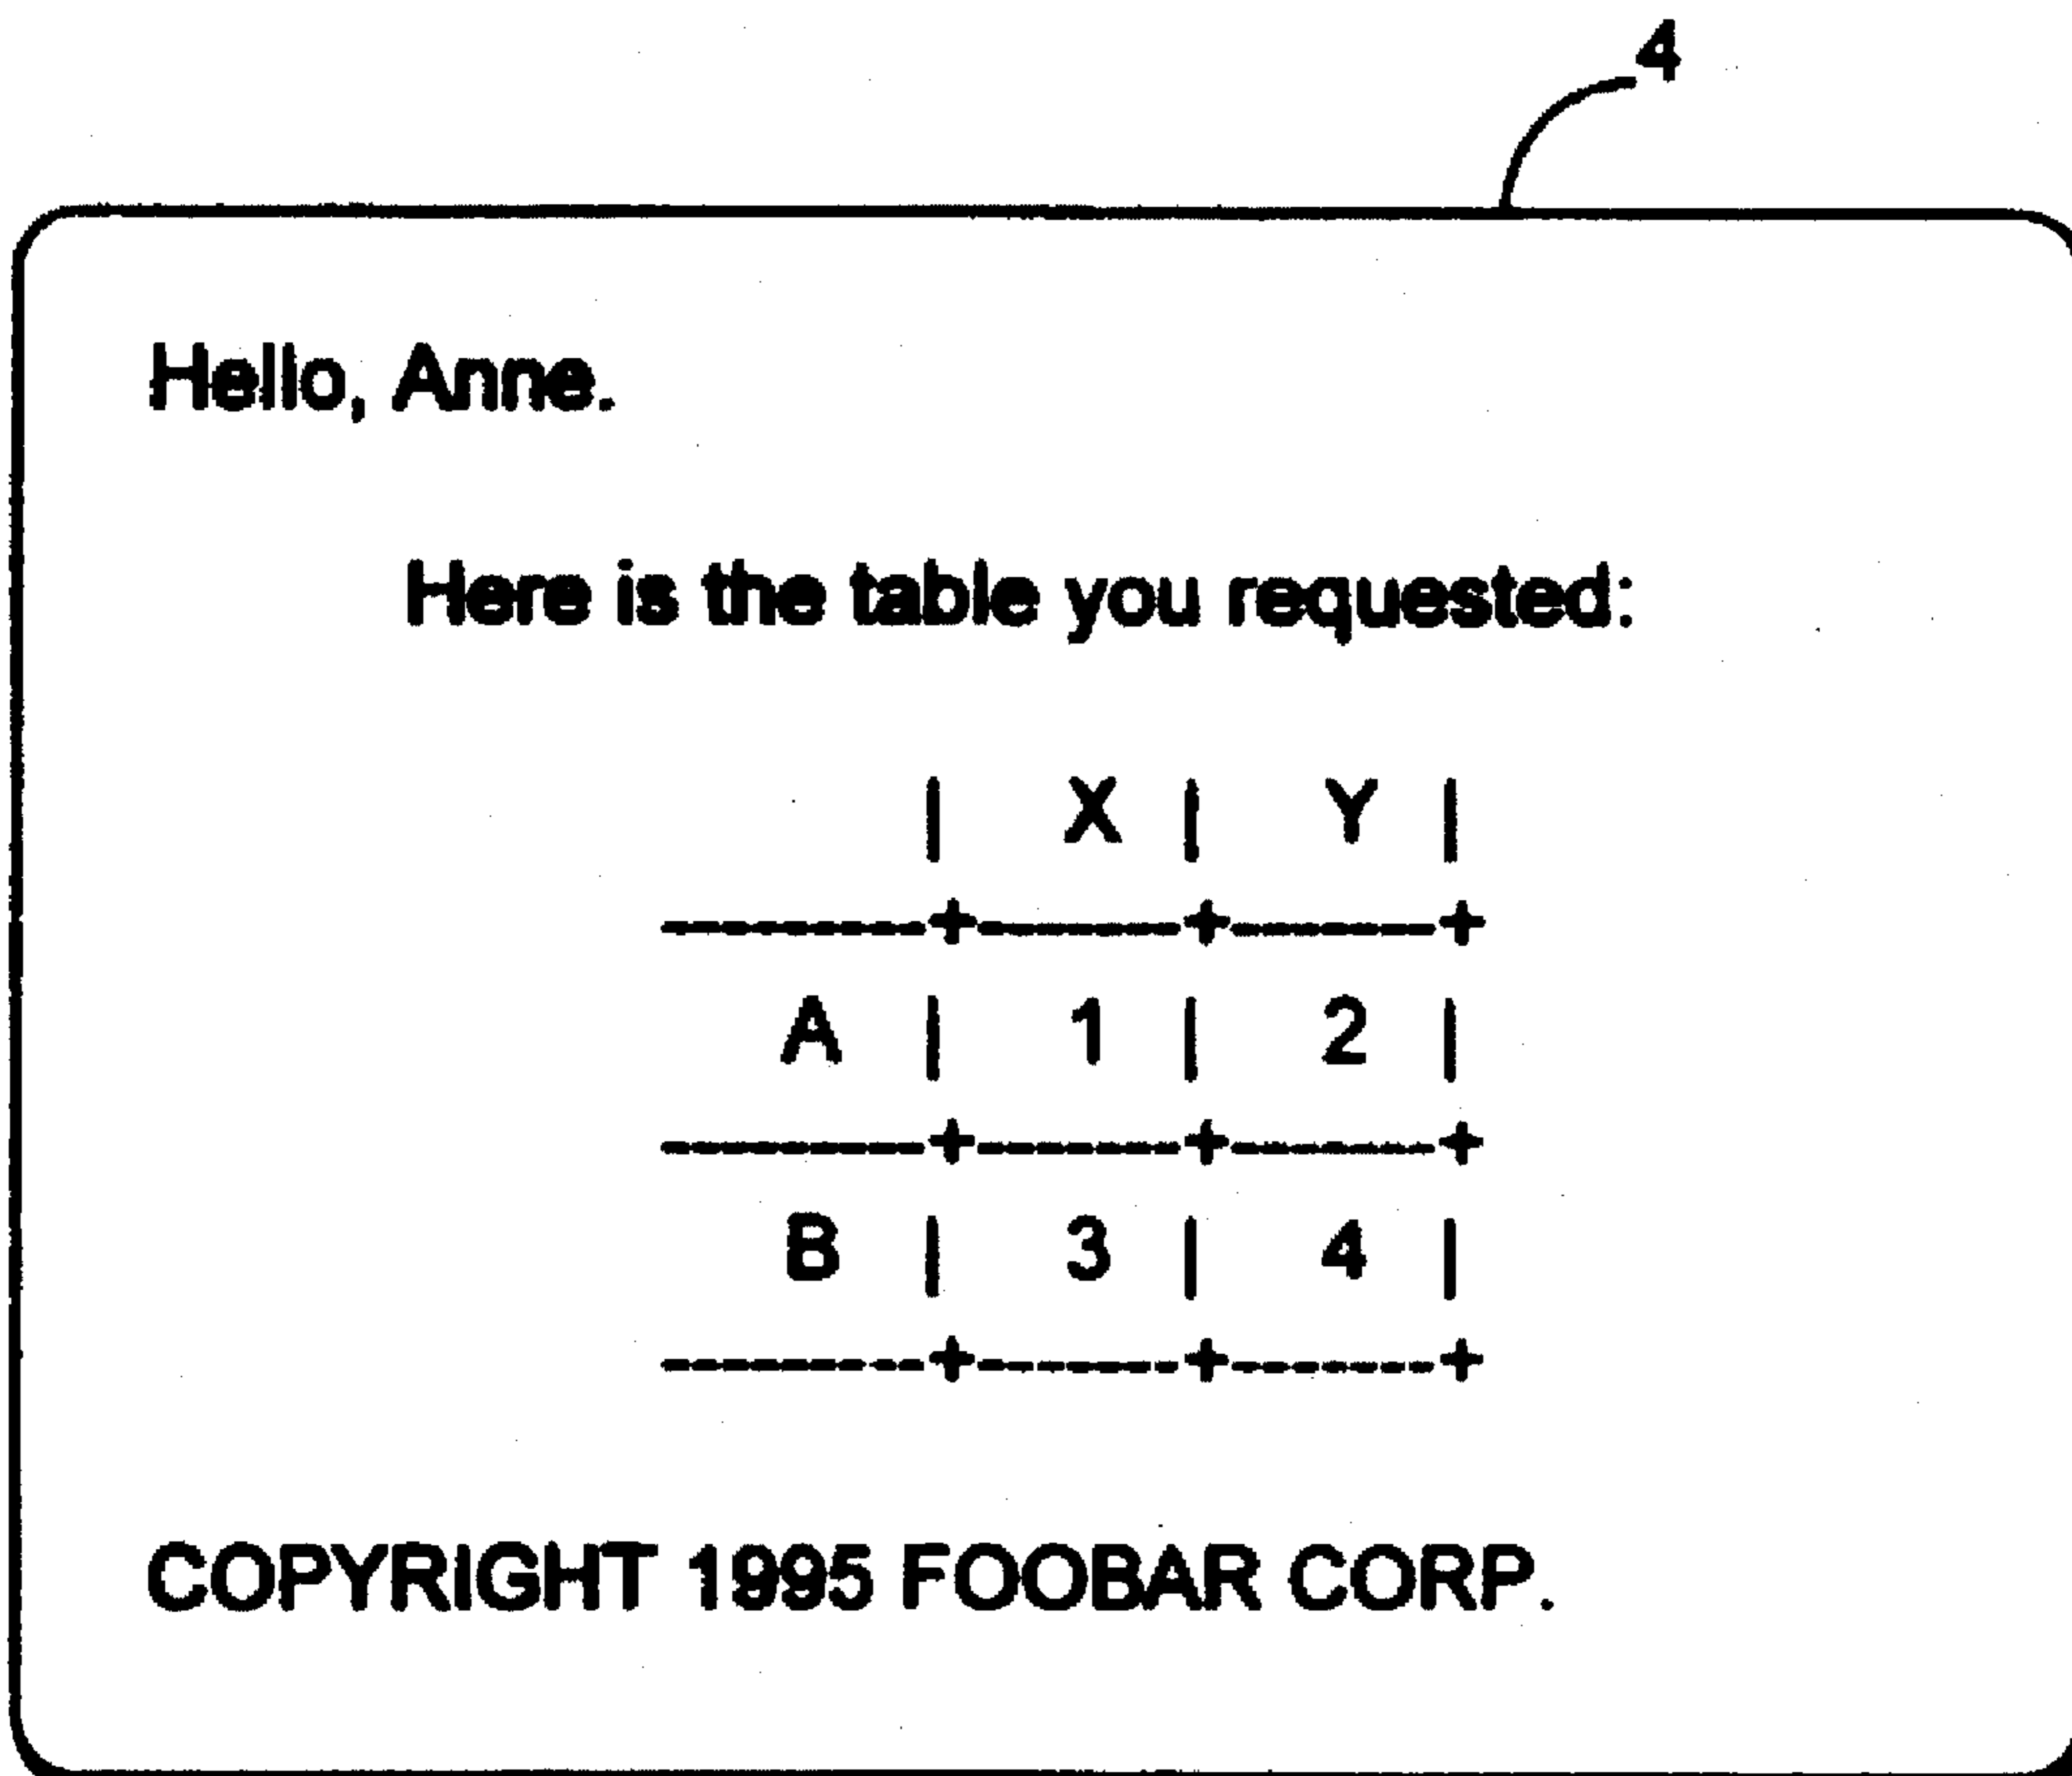 4
Hello, Anne.
Here is the table you requested:
| X | Y |
--------+------+------+
A | 1 | 2 |
--------+------+------+
B | 3 | 4 |
--------+------+------+
COPYRIGHT 1995 FOOBAR CORP.